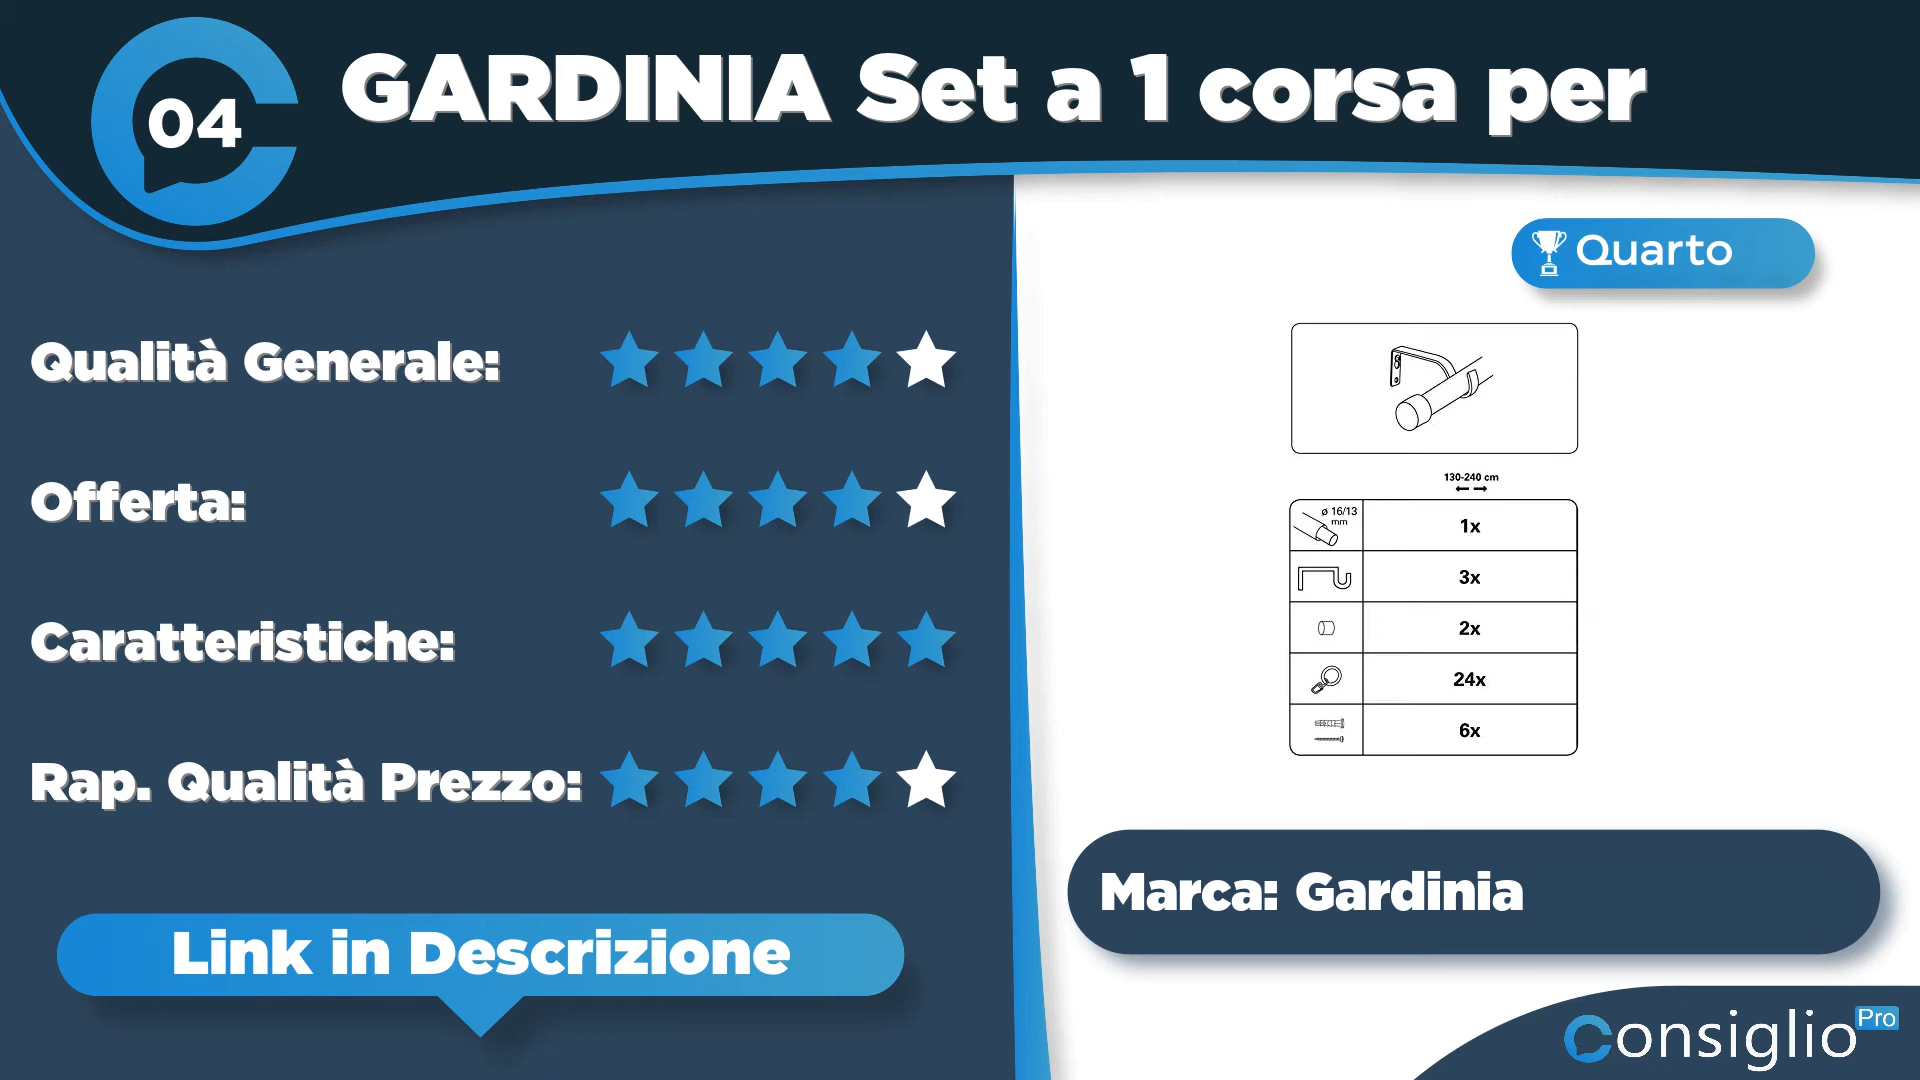 04
GARDINIA Set a 1 corsa per
Quarto
Qualità Generale:
Offerta:
Caratteristiche:
Rap. Qualità Prezzo:
Link in Descrizione
130-240 cm
ø 16/13
mm
1x
3x
2x
24x
6x
Marca: Gardinia
Consiglio Pro